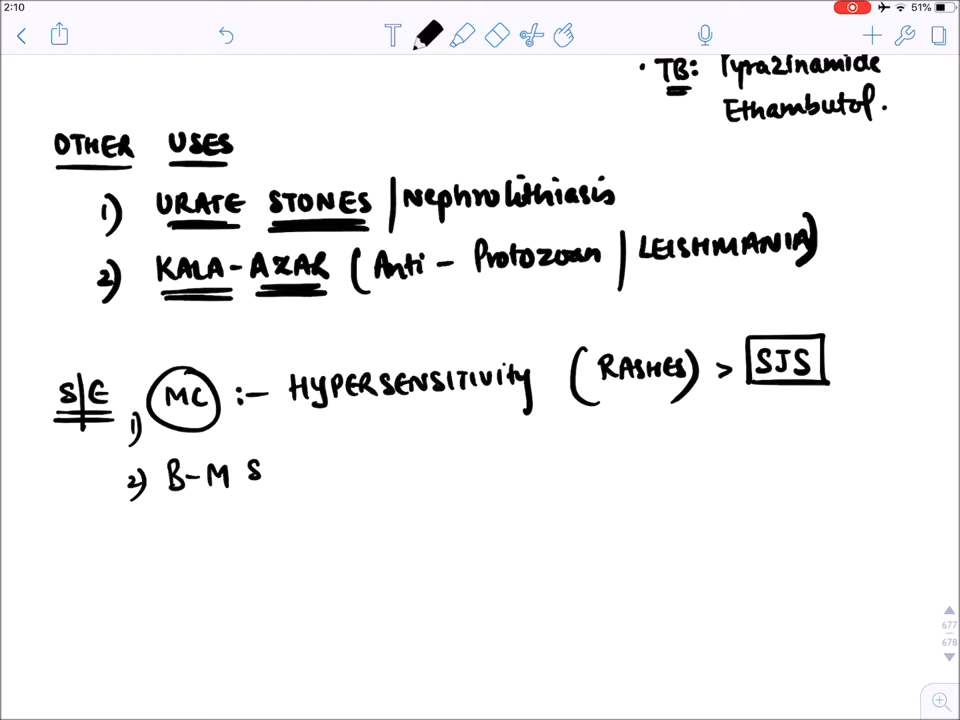 2:10 51%
T
• TB: Pyrazinamide
Ethambutol.
OTHER USES
1) URATE STONES | Nephrolithiasis
2) KALA-AZAR (Anti - Protozoan | LEISHMANIA)
S|E 1) MC :- HYPERSENSITIVITY (RASHES) > SJS
2) B-M S
677
678